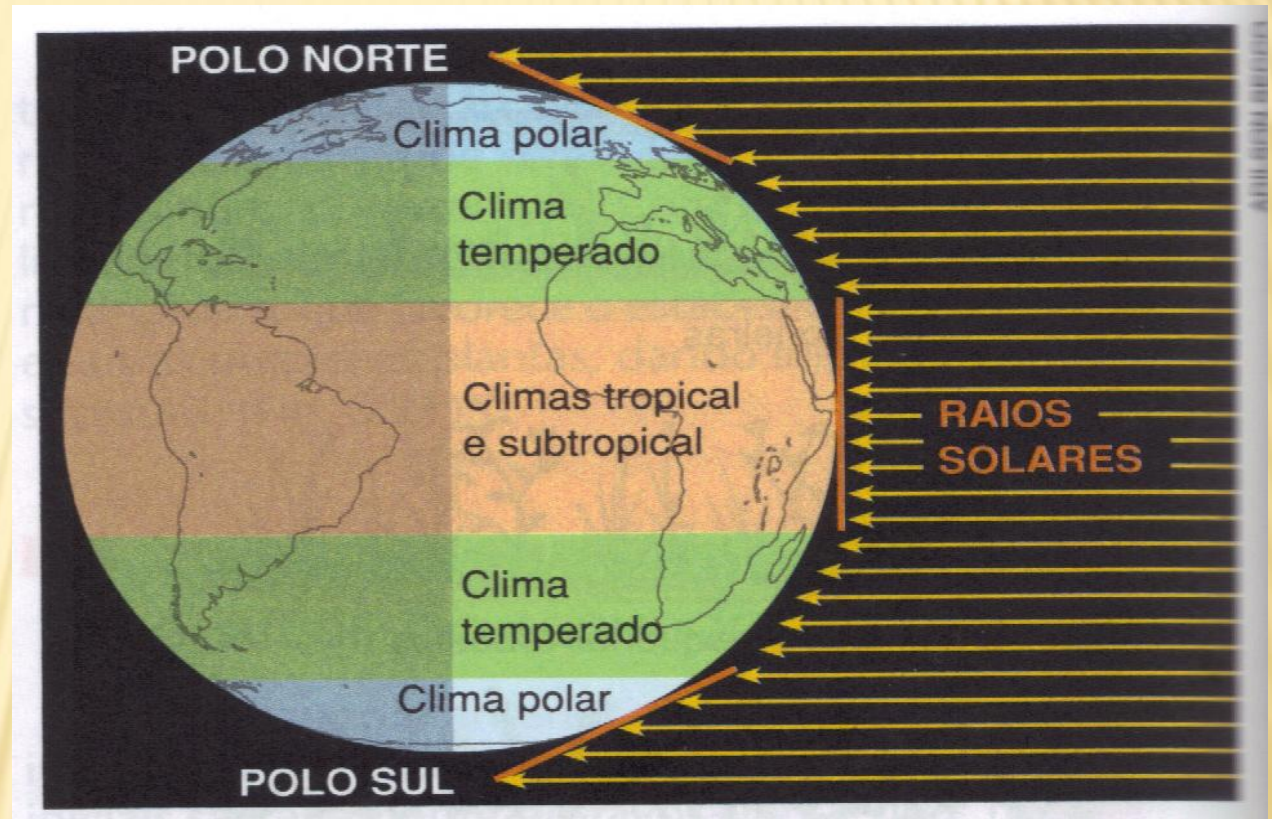 POLO NORTE
Clima polar
Clima
temperado
Climas tropical
e subtropical
RAIOS
SOLARES
Clima
temperado
Clima polar
POLO SUL